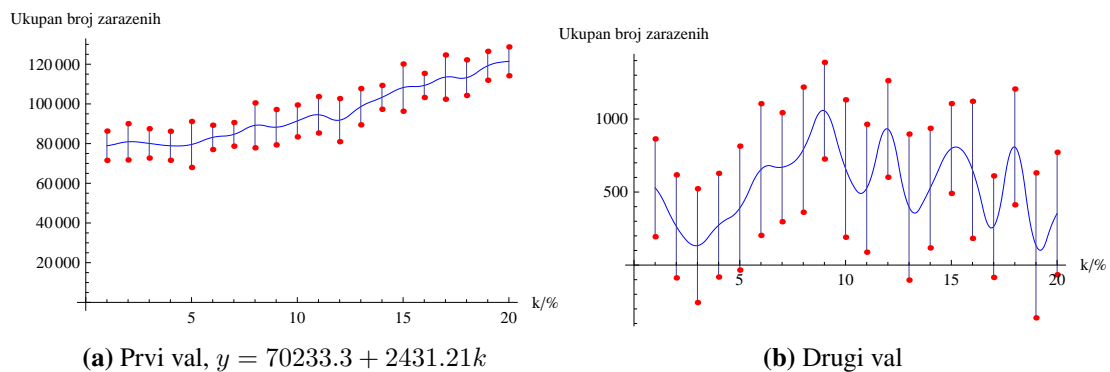 Ukupan broj zarazenih
120 000
100 000
80 000
60 000
40 000
20 000
5 10 15 20
k/%
(a) Prvi val, y = 70233.3 + 2431.21k
Ukupan broj zarazenih
1000
500
5 10 15 20
k/%
(b) Drugi val